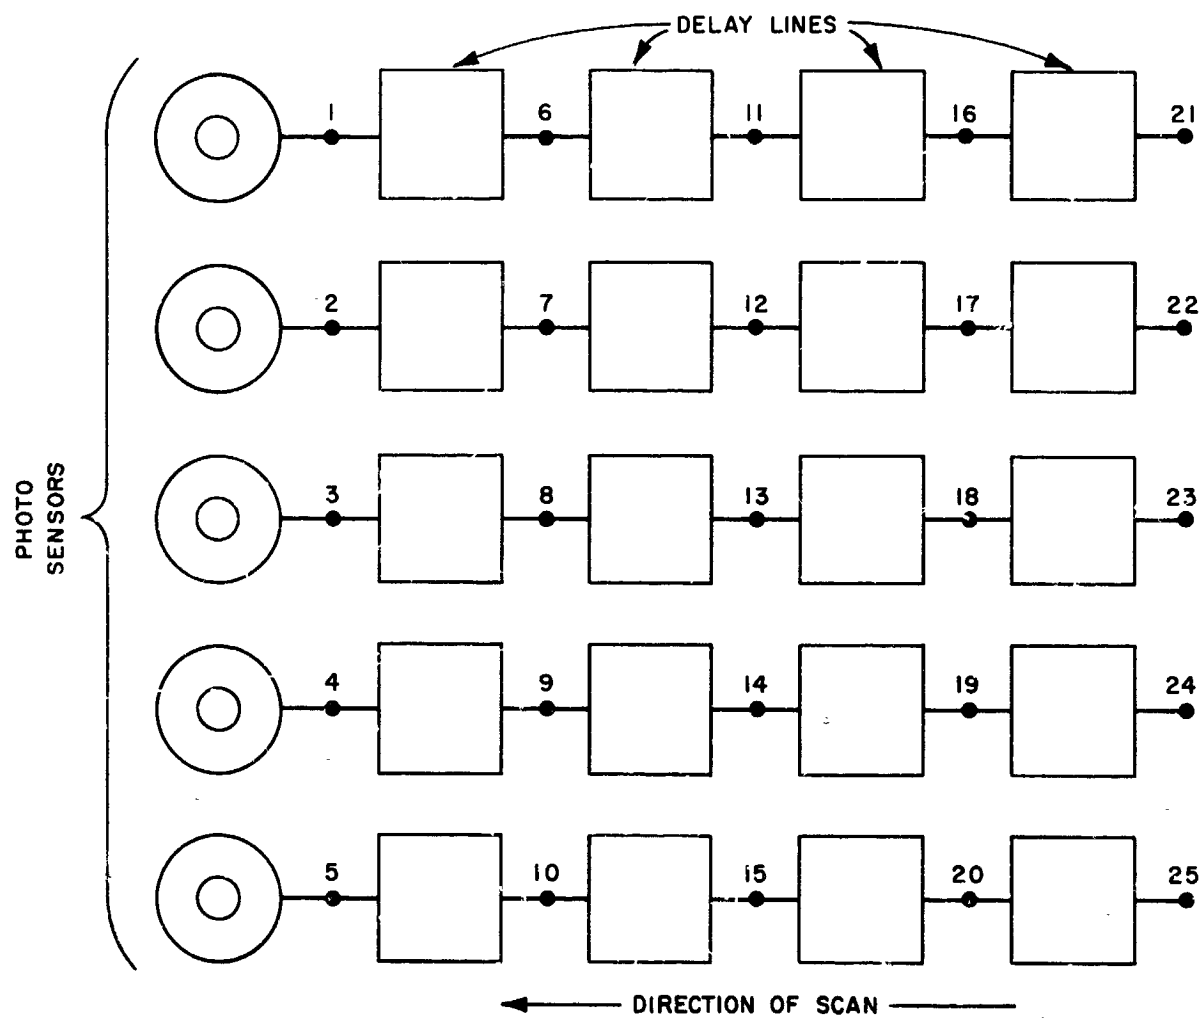 DELAY LINES
1 6 11 16 21
2 7 12 17 22
3 8 13 18 23
PHOTO
SENSORS
4 9 14 19 24
5 10 15 20 25
DIRECTION OF SCAN